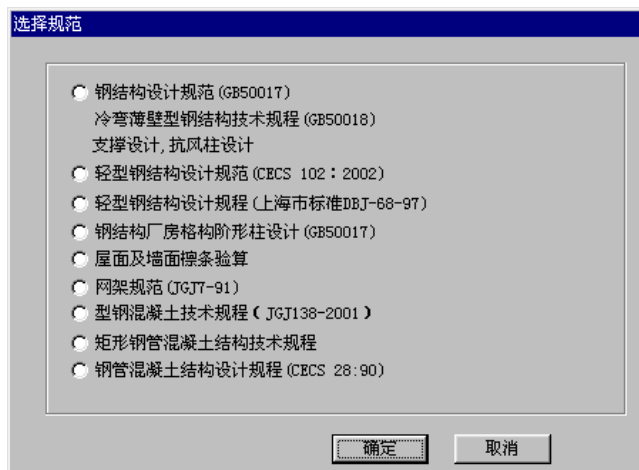 选择规范
钢结构设计规范(GB50017)
冷弯薄壁型钢结构技术规程(GB50018)
支撑设计,抗风柱设计
轻型钢结构设计规范(CECS 102：2002)
轻型钢结构设计规程(上海市标准DBJ-68-97)
钢结构厂房格构阶形柱设计(GB50017)
屋面及墙面檩条验算
网架规范(JGJ7-91)
型钢混凝土技术规程(JGJ138-2001)
矩形钢管混凝土结构技术规程
钢管混凝土结构设计规程(CECS 28:90)
确定 取消